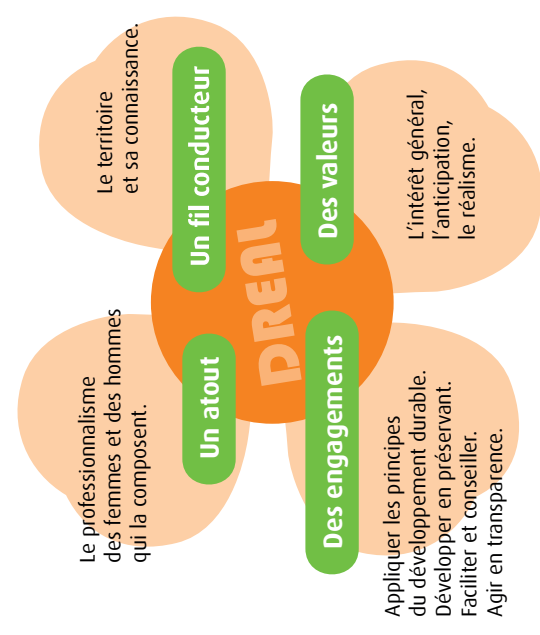 Le professionnalisme
des femmes et des hommes
qui la composent.
Un atout
Le territoire
et sa connaissance.
Un fil conducteur
DREAL
Des engagements
Appliquer les principes
du développement durable.
Développer en préservant.
Faciliter et conseiller.
Agir en transparence.
Des valeurs
L'intérêt général,
l'anticipation,
le réalisme.